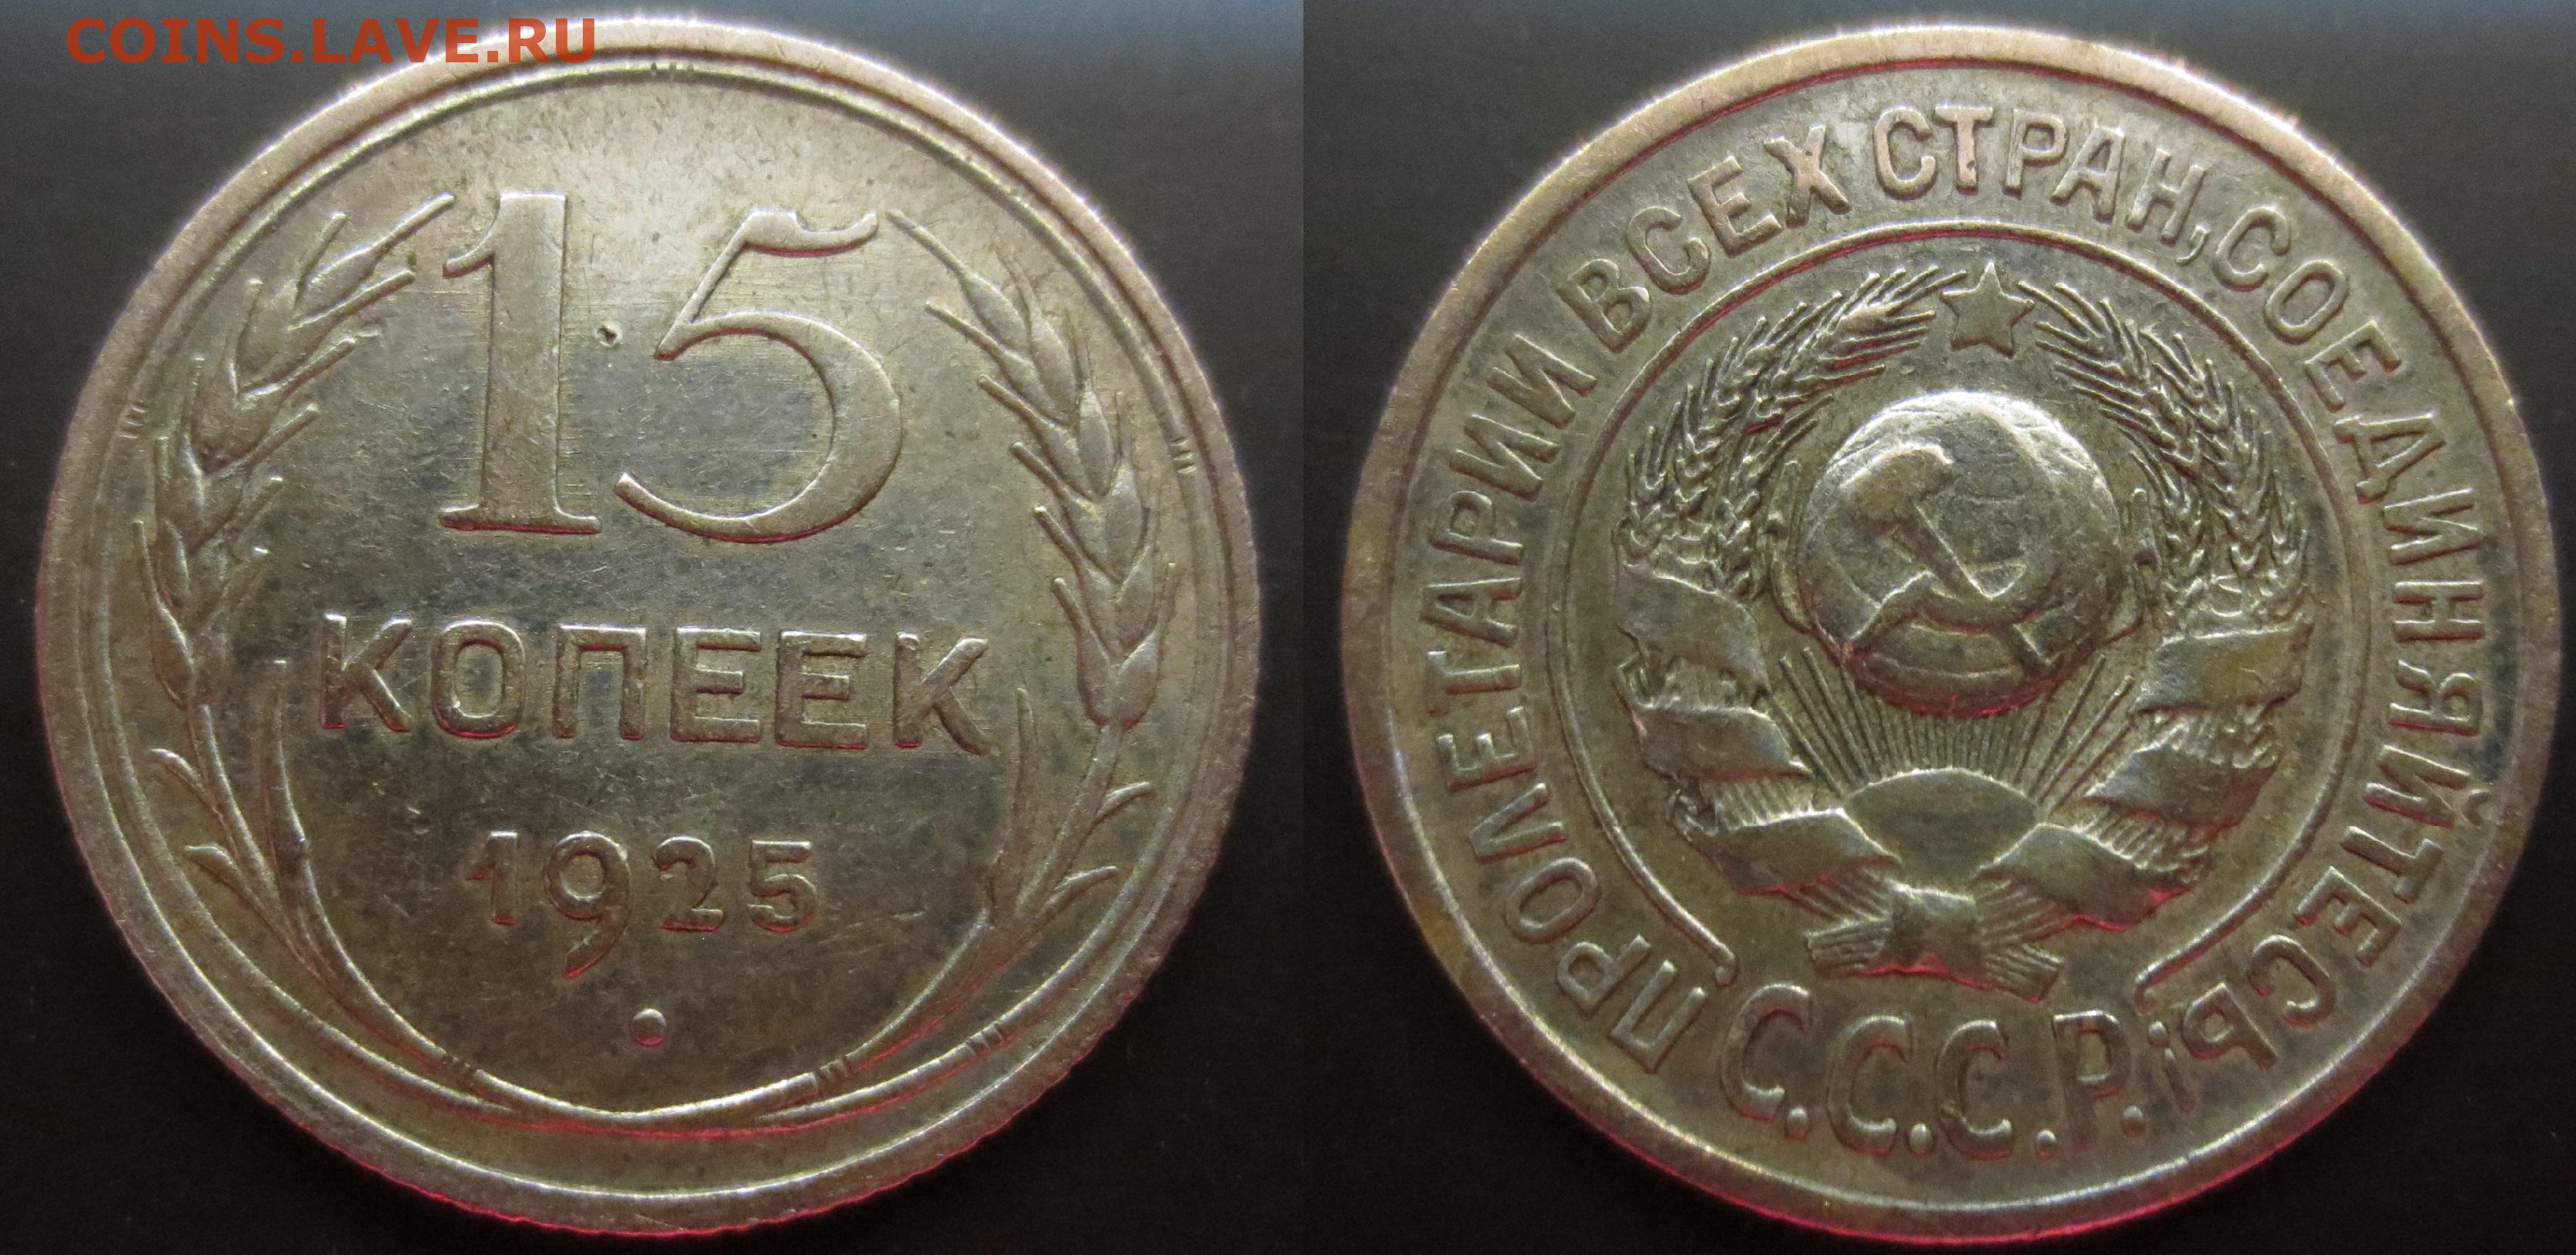 COINS.LAVE.RU
15
КОПЕЕК
1925
ПРОЛЕТАРИИ ВСЕХ СТРАН, СОЕДИНЯЙТЕСЬ!
С.С.С.Р.